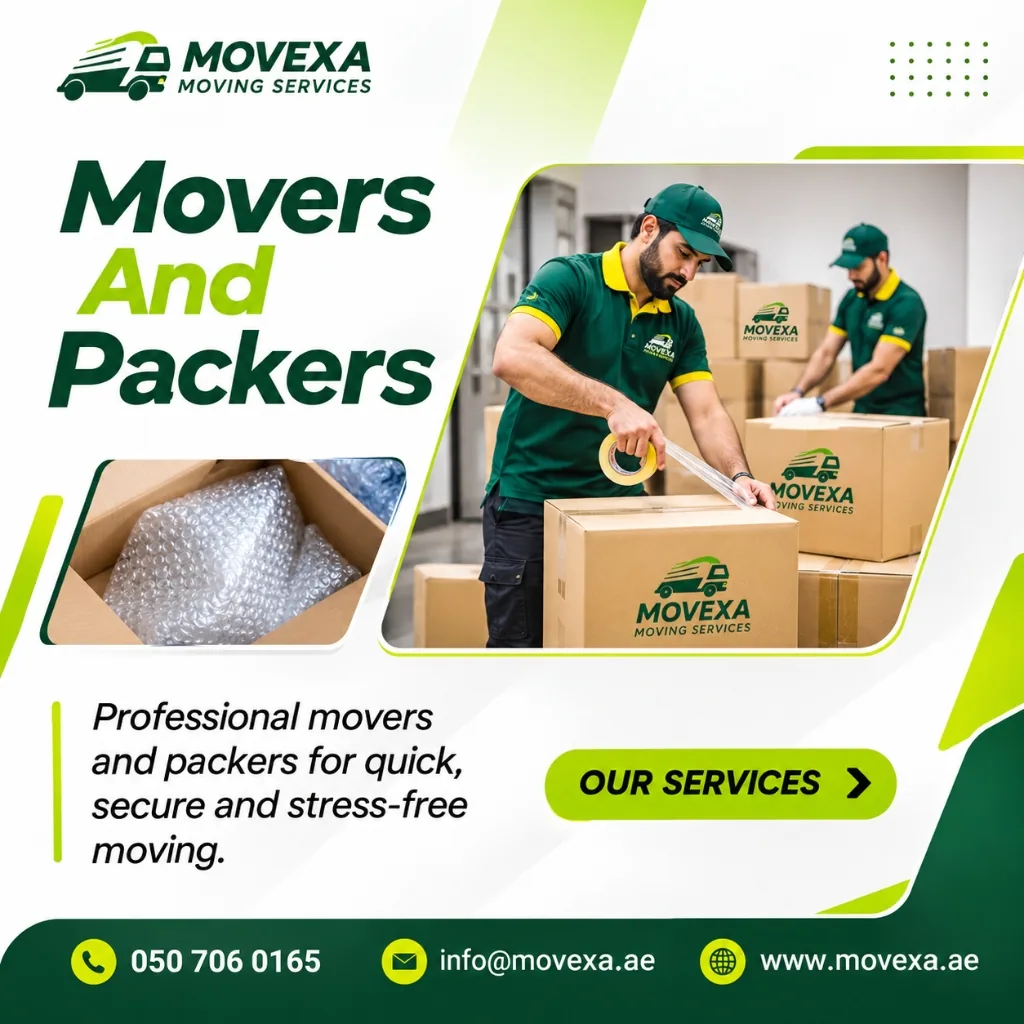 MOVEXA
MOVING SERVICES
Movers
And
Packers
MOVEXA
MOVING SERVICES
MOVEXA
MOVEXA
MOVING SERVICES
MOVEXA
MOVING SERVICES
Professional movers
and packers for quick,
secure and stress-free
moving.
OUR SERVICES
050 706 0165
info@movexa.ae
www.movexa.ae